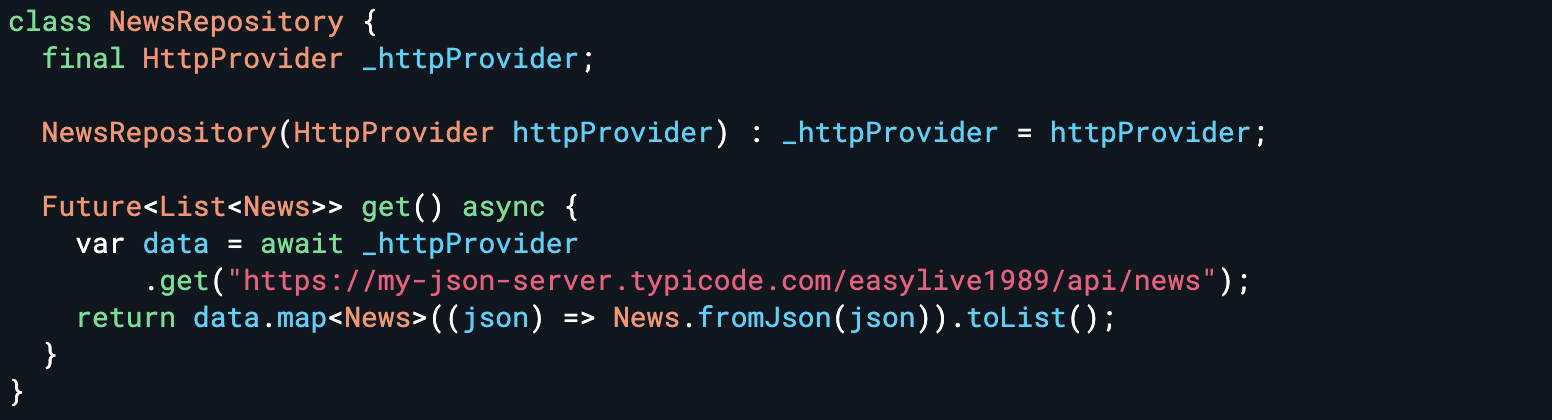 class NewsRepository {
  final HttpProvider _httpProvider;

  NewsRepository(HttpProvider httpProvider) : _httpProvider = httpProvider;

  Future<List<News>> get() async {
    var data = await _httpProvider
        .get("https://my-json-server.typicode.com/easylive1989/api/news");
    return data.map<News>((json) => News.fromJson(json)).toList();
  }
}